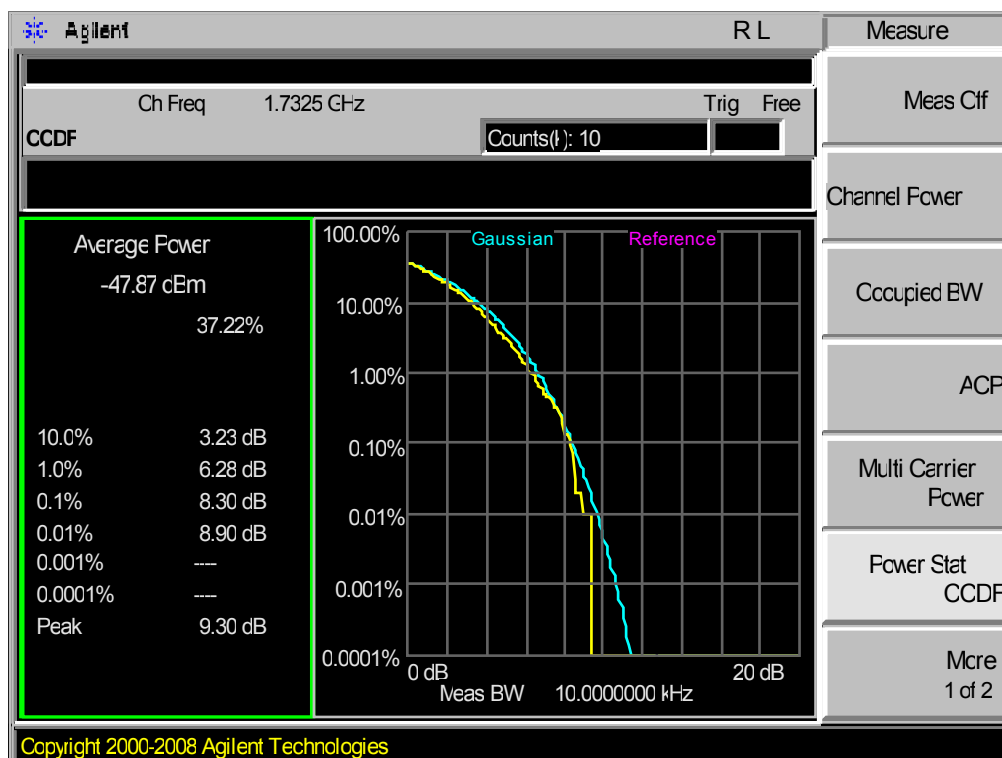 Agilent
R L
Measure
Ch Freq 1.7325 GHz
Trig Free
CCDF
Counts(k): 10
Average Power
-47.87 dBm
37.22%
10.0% 3.23 dB
1.0% 6.28 dB
0.1% 8.30 dB
0.01% 8.90 dB
0.001% ----
0.0001% ----
Peak 9.30 dB
Gaussian
Reference
100.00%
10.00%
1.00%
0.10%
0.01%
0.001%
0.0001%
0 dB
20 dB
Meas BW 10.0000000 kHz
Meas Off
Channel Power
Occupied BW
ACP
Multi Carrier
Power
Power Stat
CCDF
More
1 of 2
Copyright 2000-2008 Agilent Technologies